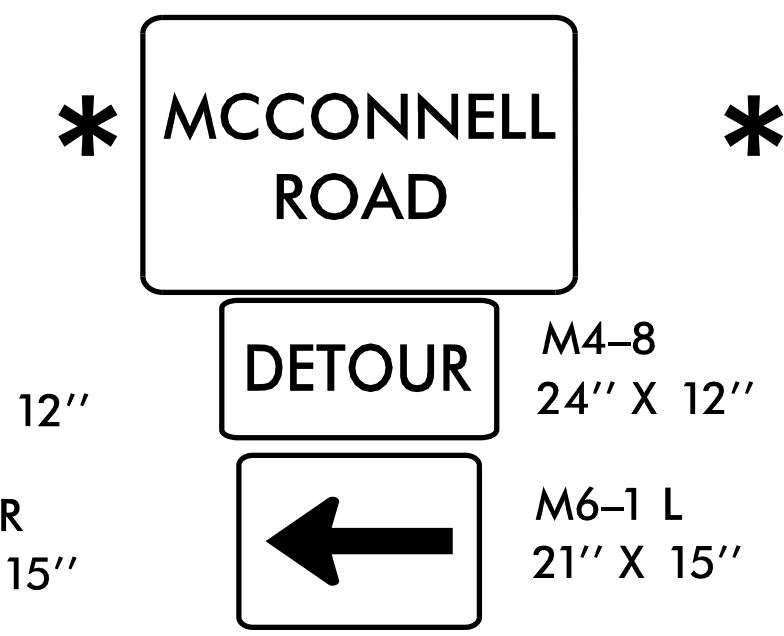 * MCCONNELL *
ROAD
DETOUR
M4–8
24'' X 12''
12''
M6–1 L
21'' X 15''
R
15''